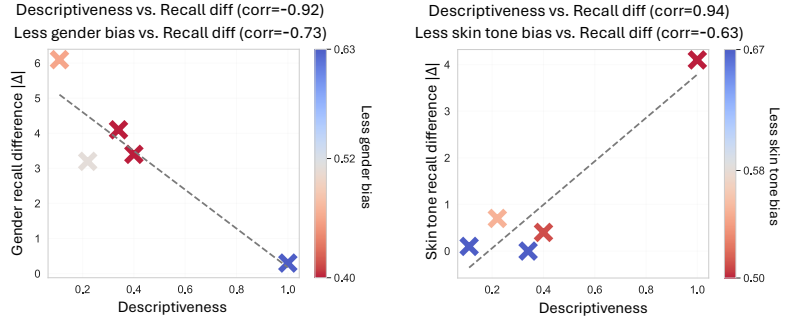 Descriptiveness vs. Recall diff (corr=-0.92)
Less gender bias vs. Recall diff (corr=-0.73)
Gender recall difference |Δ|
6
5
4
3
2
1
0
0.2
0.4
0.6
0.8
1.0
Descriptiveness
0.63
0.52
0.40
Less gender bias
Descriptiveness vs. Recall diff (corr=0.94)
Less skin tone bias vs. Recall diff (corr=-0.63)
Skin tone recall difference |Δ|
4
3
2
1
0
0.2
0.4
0.6
0.8
1.0
Descriptiveness
0.67
0.58
0.50
Less skin tone bias